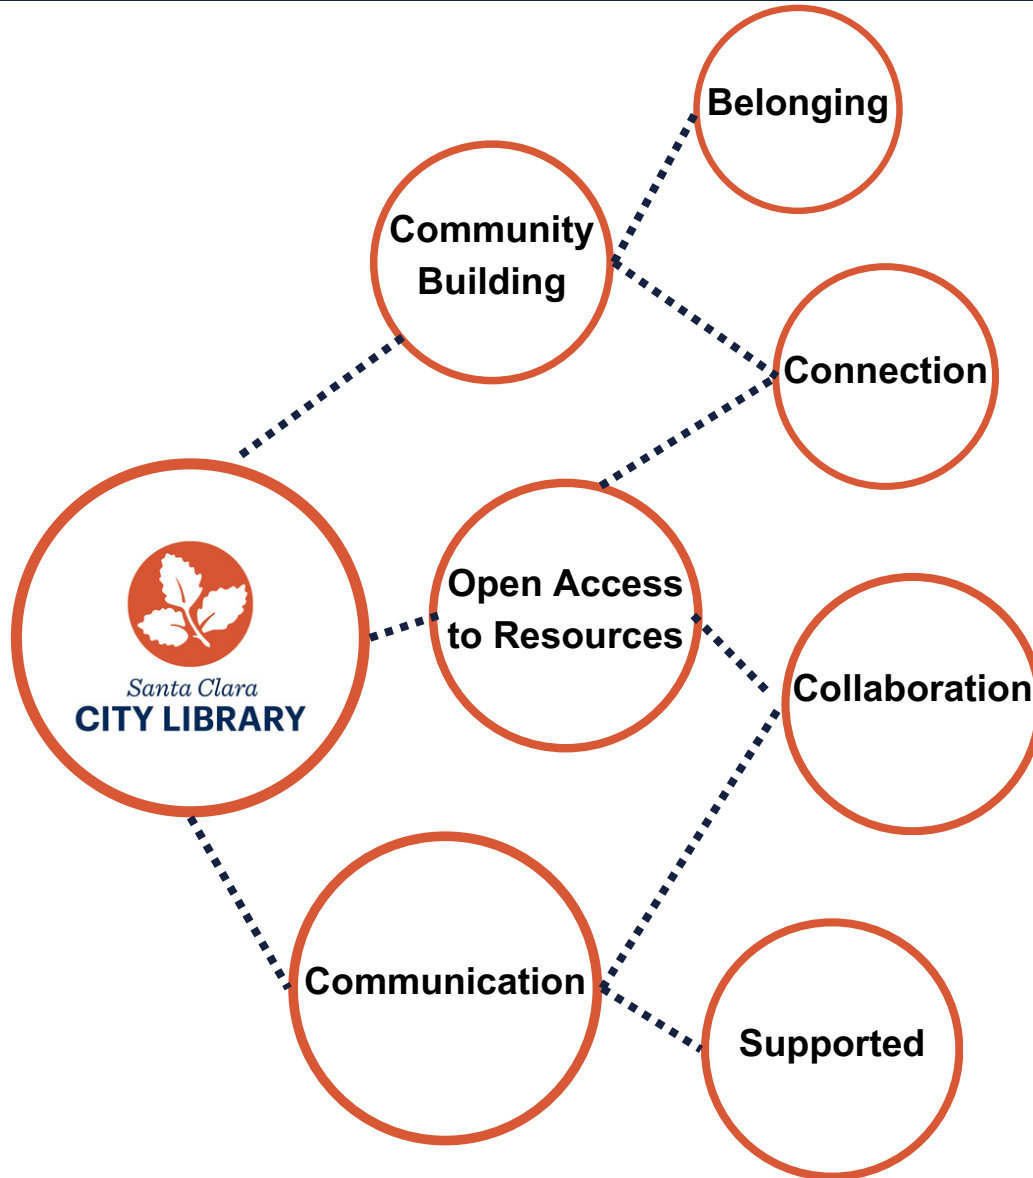 Belonging
Community
Building
Connection
Open Access
to Resources
Santa Clara
CITY LIBRARY
Collaboration
Communication
Supported